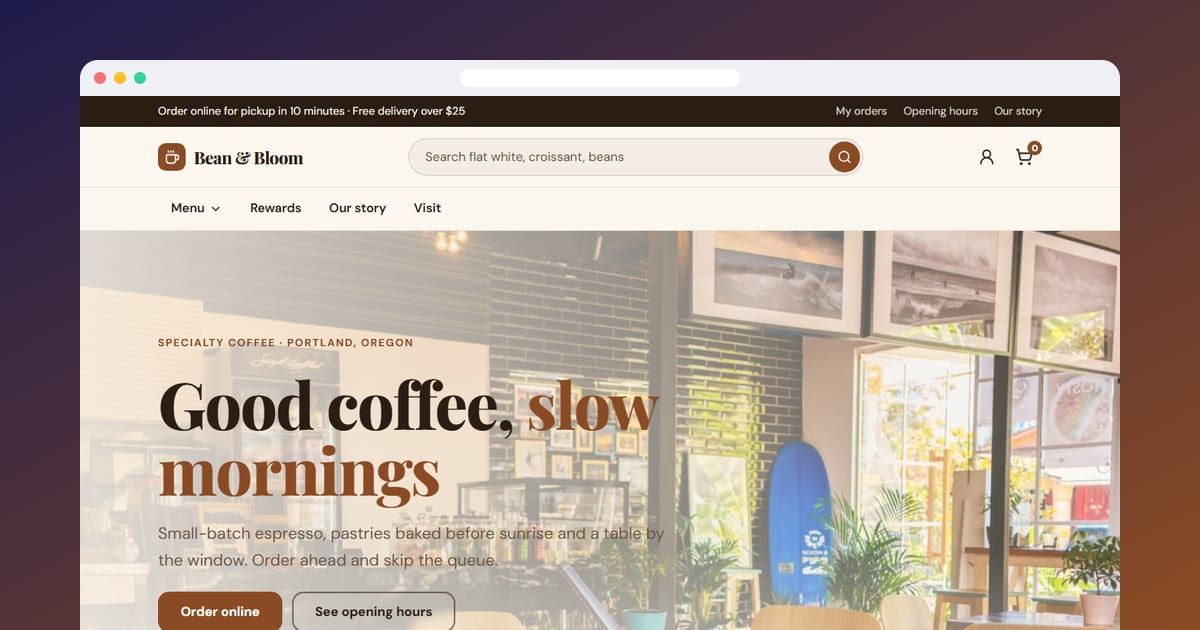 Order online for pickup in 10 minutes · Free delivery over $25
My orders
Opening hours
Our story
Bean & Bloom
Search flat white, croissant, beans
0
Menu
Rewards
Our story
Visit
SPECIALTY COFFEE · PORTLAND, OREGON
Good coffee, slow
mornings
Small-batch espresso, pastries baked before sunrise and a table by
the window. Order ahead and skip the queue.
Order online
See opening hours
NIXON